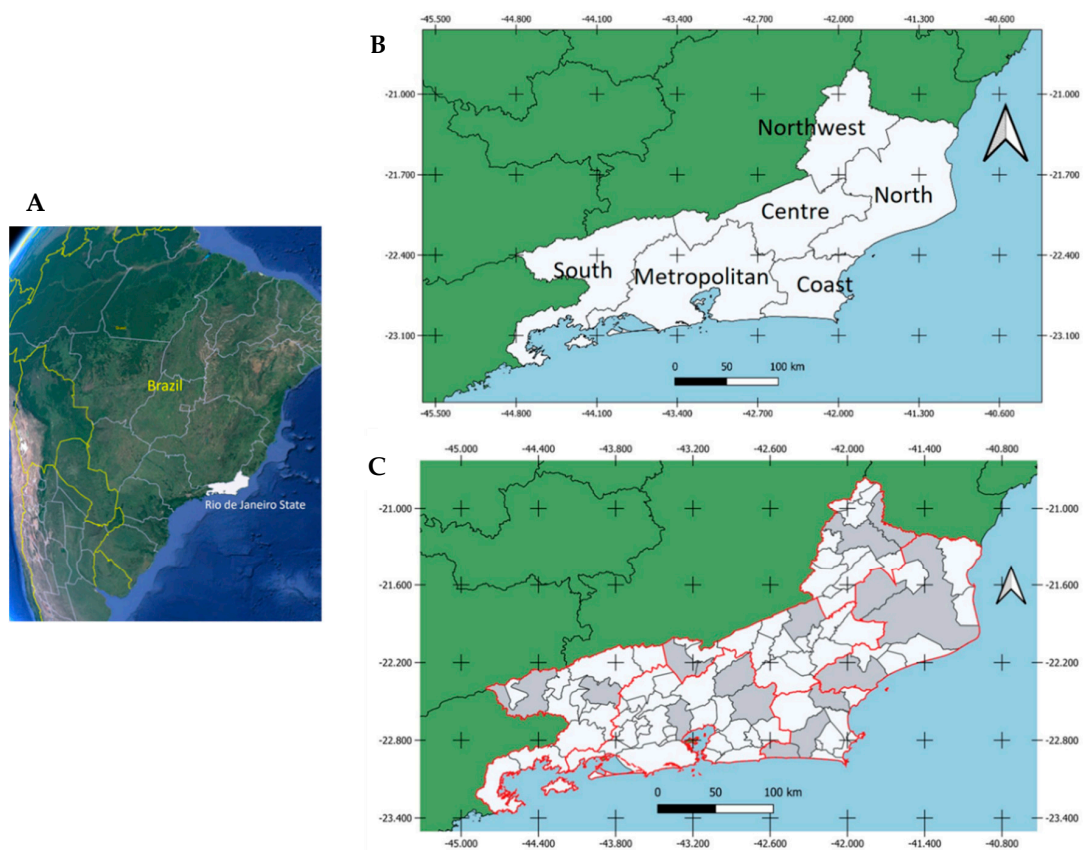 A
Brazil
Rio de Janeiro State
B
-45.500 -44.800 -44.100 -43.400 -42.700 -42.000 -41.300 -40.600
-21.000 -21.000
Northwest
-21.700 -21.700
North
Centre
-22.400 -22.400
South Metropolitan Coast
-23.100 -23.100
0 50 100 km
-45.500 -44.800 -44.100 -43.400 -42.700 -42.000 -41.300 -40.600
C
-45.000 -44.400 -43.800 -43.200 -42.600 -42.000 -41.400 -40.800
-21.000 -21.000
-21.600 -21.600
-22.200 -22.200
-22.800 -22.800
0 50 100 km
-23.400 -23.400
-45.000 -44.400 -43.800 -43.200 -42.600 -42.000 -41.400 -40.800